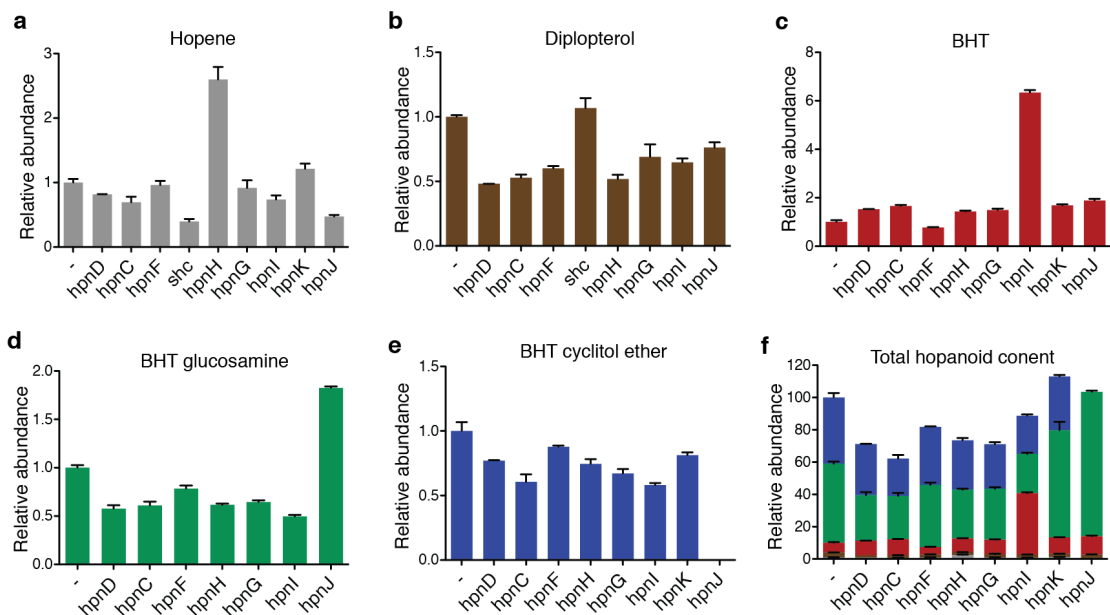 a
Hopene
Relative abundance
3
2
1
0
- hpnD hpnC hpnF shc hpnH hpnG hpnI hpnK hpnJ
b
Diplopterol
Relative abundance
1.5
1.0
0.5
0.0
- hpnD hpnC hpnF shc hpnH hpnG hpnI hpnJ
c
BHT
Relative abundance
8
6
4
2
0
- hpnD hpnC hpnF hpnH hpnG hpnI hpnK hpnJ
d
BHT glucosamine
Relative abundance
2.0
1.5
1.0
0.5
0.0
- hpnD hpnC hpnF hpnH hpnG hpnI hpnJ
e
BHT cyclitol ether
Relative abundance
1.5
1.0
0.5
0.0
- hpnD hpnC hpnF hpnH hpnG hpnI hpnK hpnJ
f
Total hopanoid conent
Relative abundance
120
100
80
60
40
20
0
- hpnD hpnC hpnF hpnH hpnG hpnI hpnK hpnJ